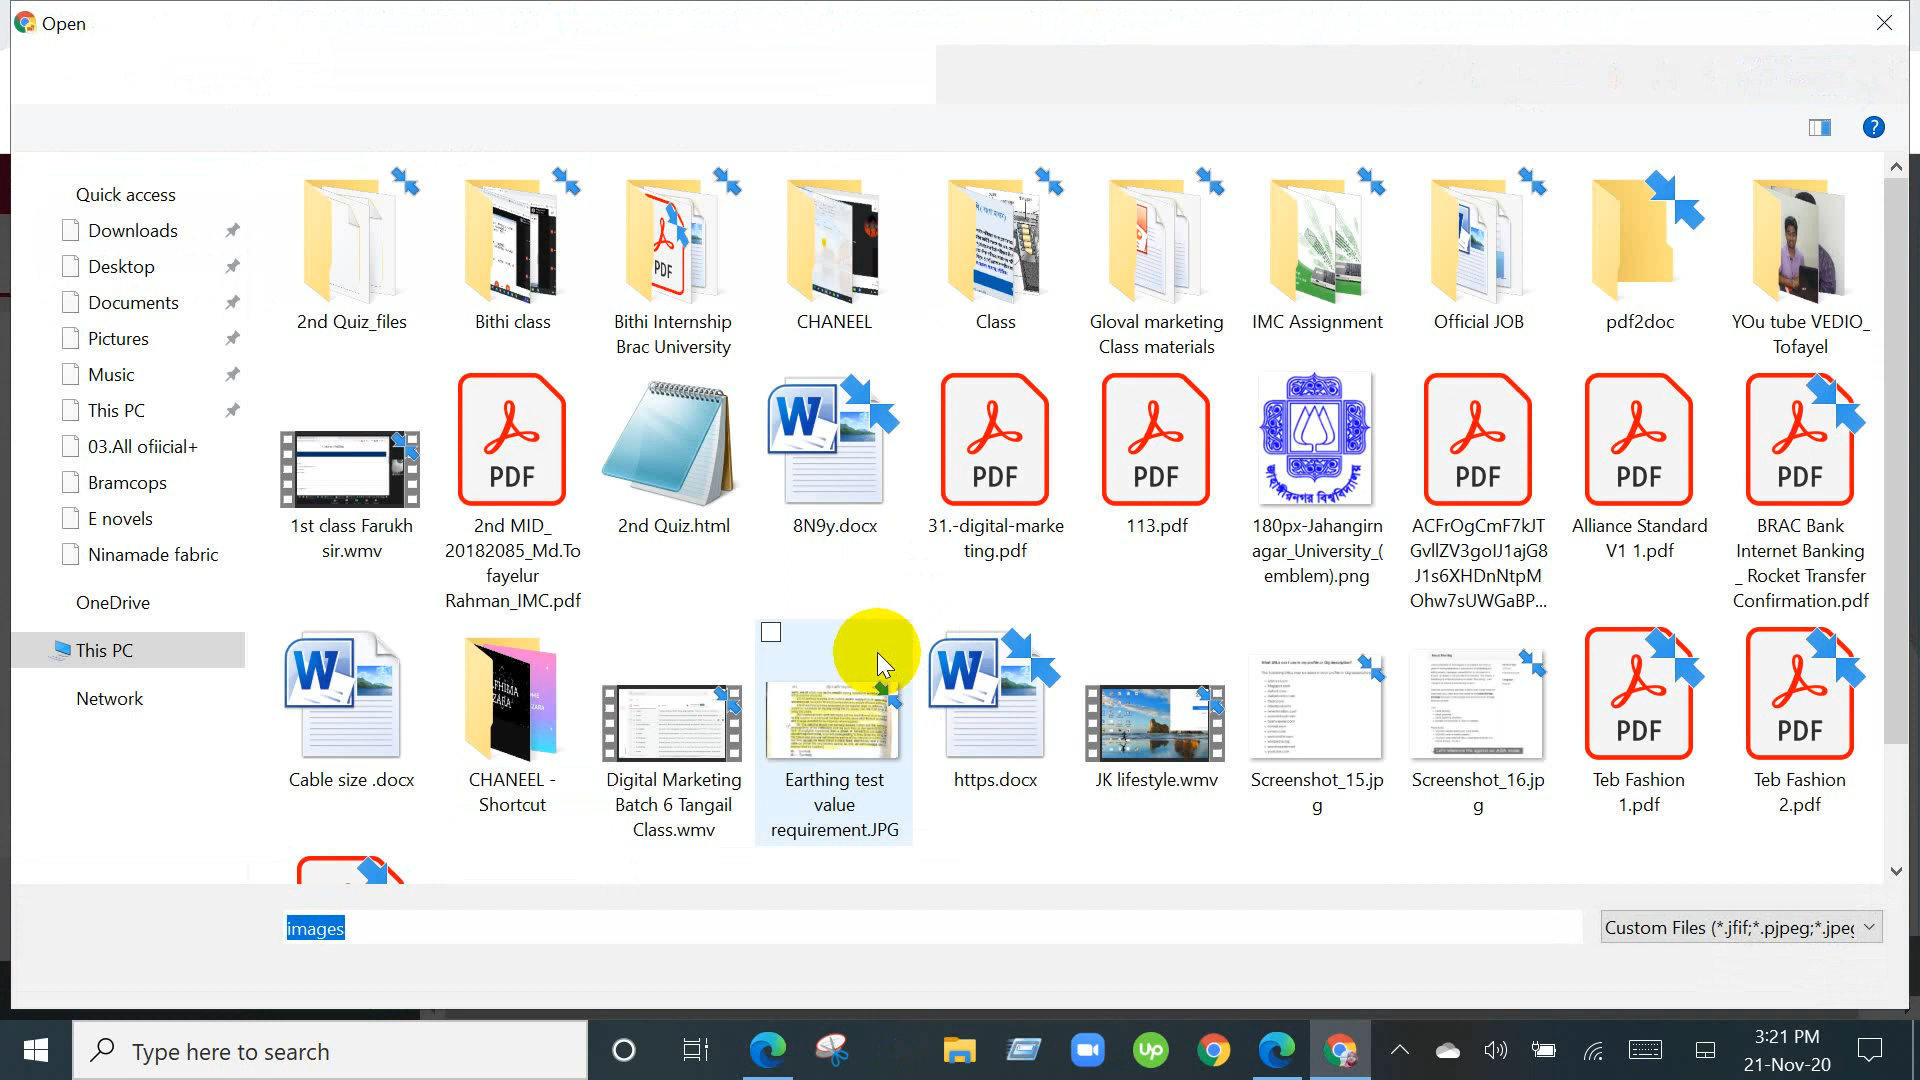 Open
Quick access
Downloads
Desktop
Documents
Pictures
Music
This PC
03.All ofiicial+
Bramcops
E novels
Ninamade fabric
OneDrive
This PC
Network
2nd Quiz_files
Bithi class
Bithi Internship
Brac University
CHANEEL
Class
Gloval marketing
Class materials
IMC Assignment
Official JOB
pdf2doc
YOu tube VEDIO_
Tofayel
1st class Farukh
sir.wmv
PDF
2nd MID_
20182085_Md.To
fayelur
Rahman_IMC.pdf
2nd Quiz.html
8N9y.docx
PDF
31.-digital-marke
ting.pdf
PDF
113.pdf
জাহাঙ্গীরনগর বিশ্ববিদ্যালয়
180px-Jahangirn
agar_University_(
emblem).png
PDF
ACFrOgCmF7kJT
GvllZV3goIJ1ajG8
J1s6XHDnNtpM
Ohw7sUWGaBP...
PDF
Alliance Standard
V1 1.pdf
PDF
BRAC Bank
Internet Banking
_ Rocket Transfer
Confirmation.pdf
Cable size .docx
CHANEEL -
Shortcut
Digital Marketing
Batch 6 Tangail
Class.wmv
Earthing test
value
requirement.JPG
https.docx
JK lifestyle.wmv
Screenshot_15.jp
g
Screenshot_16.jp
g
PDF
Teb Fashion
1.pdf
PDF
Teb Fashion
2.pdf
images
Custom Files (*.jfif;*.pjpeg;*.jpeg
Type here to search
up
3:21 PM
21-Nov-20